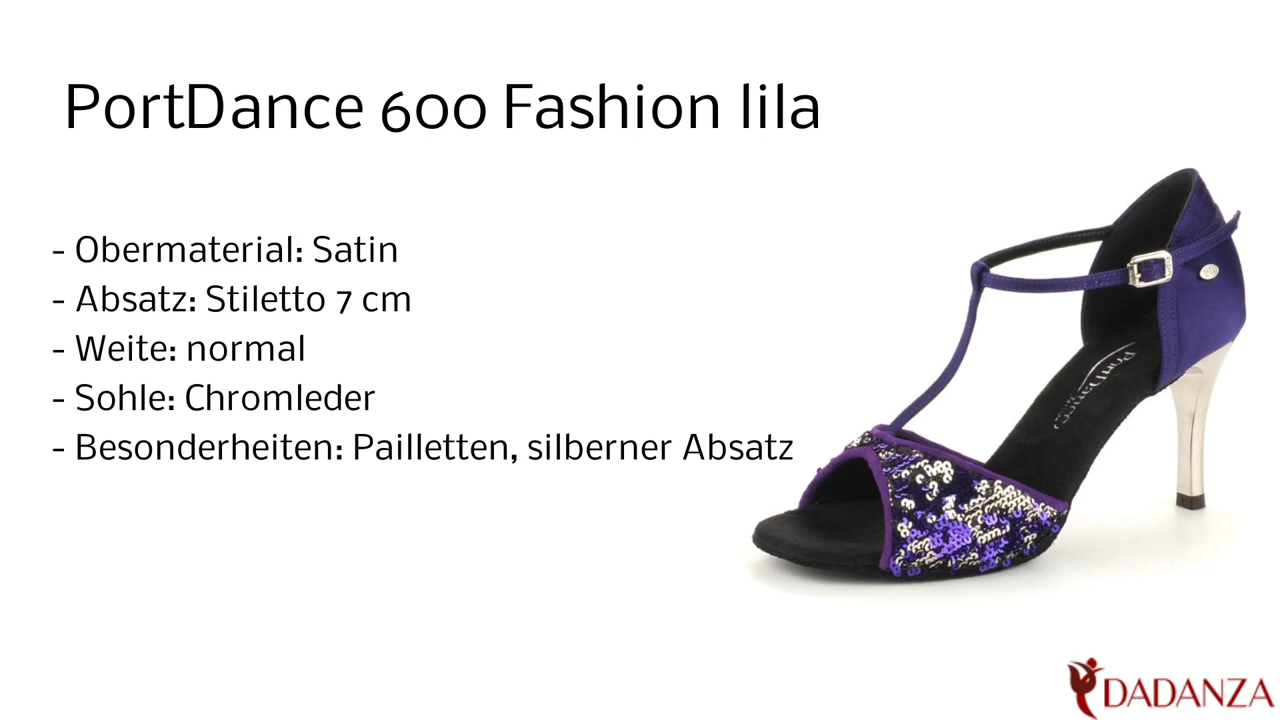 PortDance 600 Fashion lila
- Obermaterial: Satin
- Absatz: Stiletto 7 cm
- Weite: normal
- Sohle: Chromleder
- Besonderheiten: Pailletten, silberner Absatz
PortDance
DADANZA